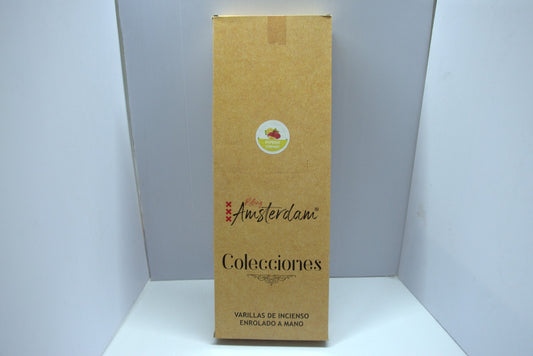 Amsterdam®
Colecciones
VARILLAS DE INCIENSO
ENROLADO A MANO